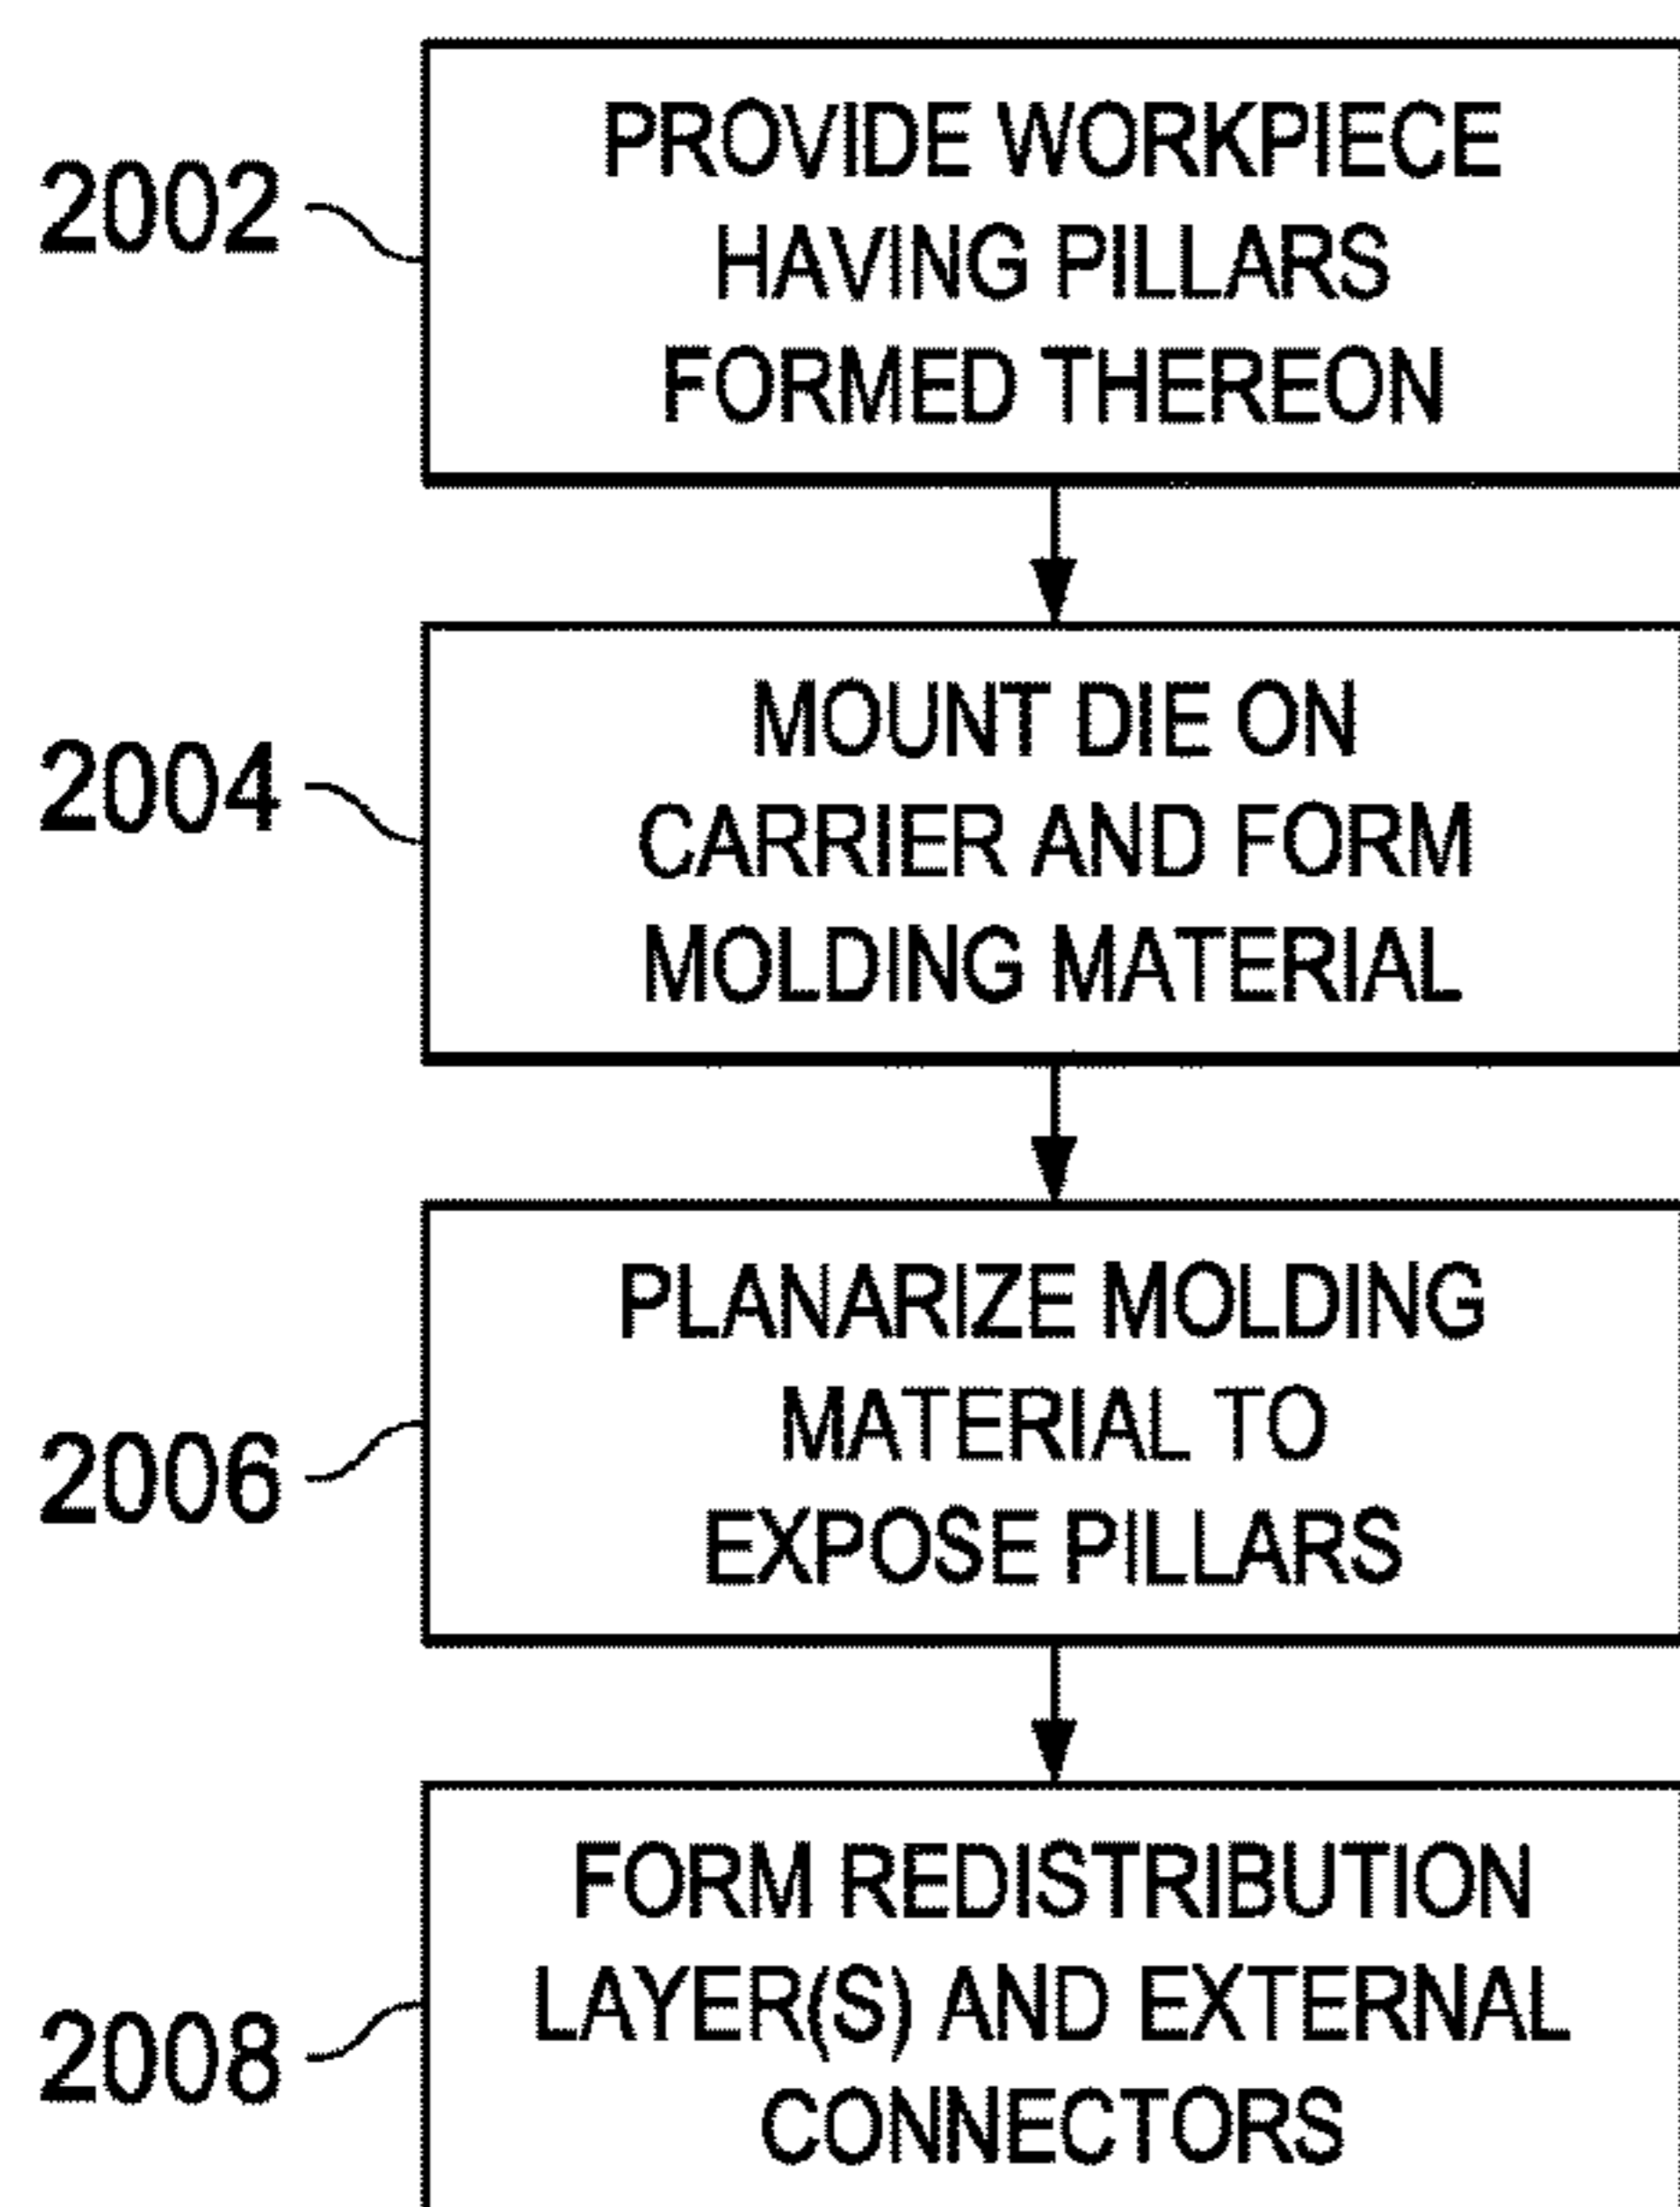 2002
PROVIDE WORKPIECE
HAVING PILLARS
FORMED THEREON
2004
MOUNT DIE ON
CARRIER AND FORM
MOLDING MATERIAL
2006
PLANARIZE MOLDING
MATERIAL TO
EXPOSE PILLARS
2008
FORM REDISTRIBUTION
LAYER(S) AND EXTERNAL
CONNECTORS